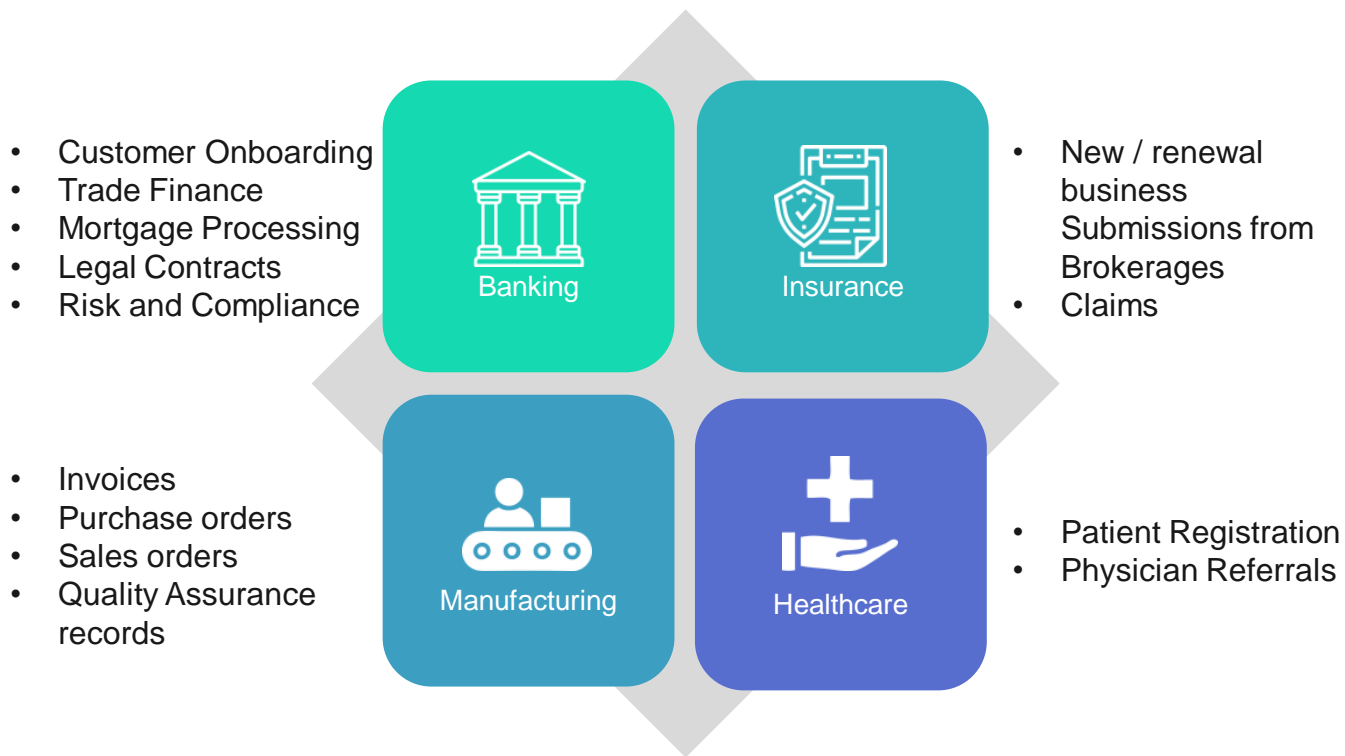 • Customer Onboarding
• Trade Finance
• Mortgage Processing
• Legal Contracts
• Risk and Compliance
Banking
Insurance
• New / renewal
business
Submissions from
Brokerages
• Claims
• Invoices
• Purchase orders
• Sales orders
• Quality Assurance
records
Manufacturing
Healthcare
• Patient Registration
• Physician Referrals